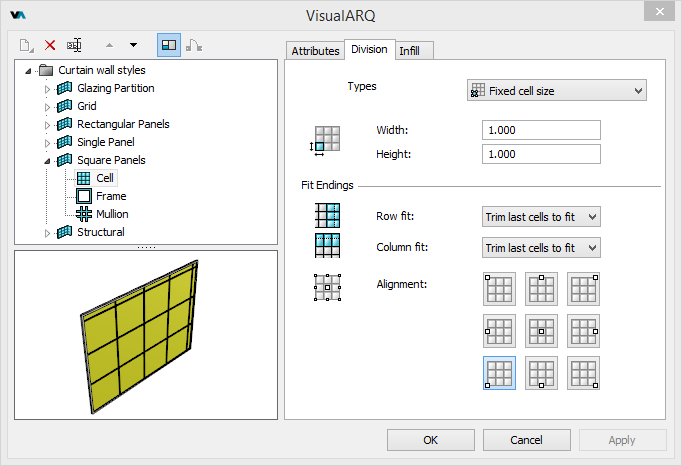 VisualARQ
Curtain wall styles
Glazing Partition
Grid
Rectangular Panels
Single Panel
Square Panels
Cell
Frame
Mullion
Structural
Attributes Division Infill
Types Fixed cell size
Width: 1.000
Height: 1.000
Fit Endings
Row fit: Trim last cells to fit
Column fit: Trim last cells to fit
Alignment:
OK Cancel Apply